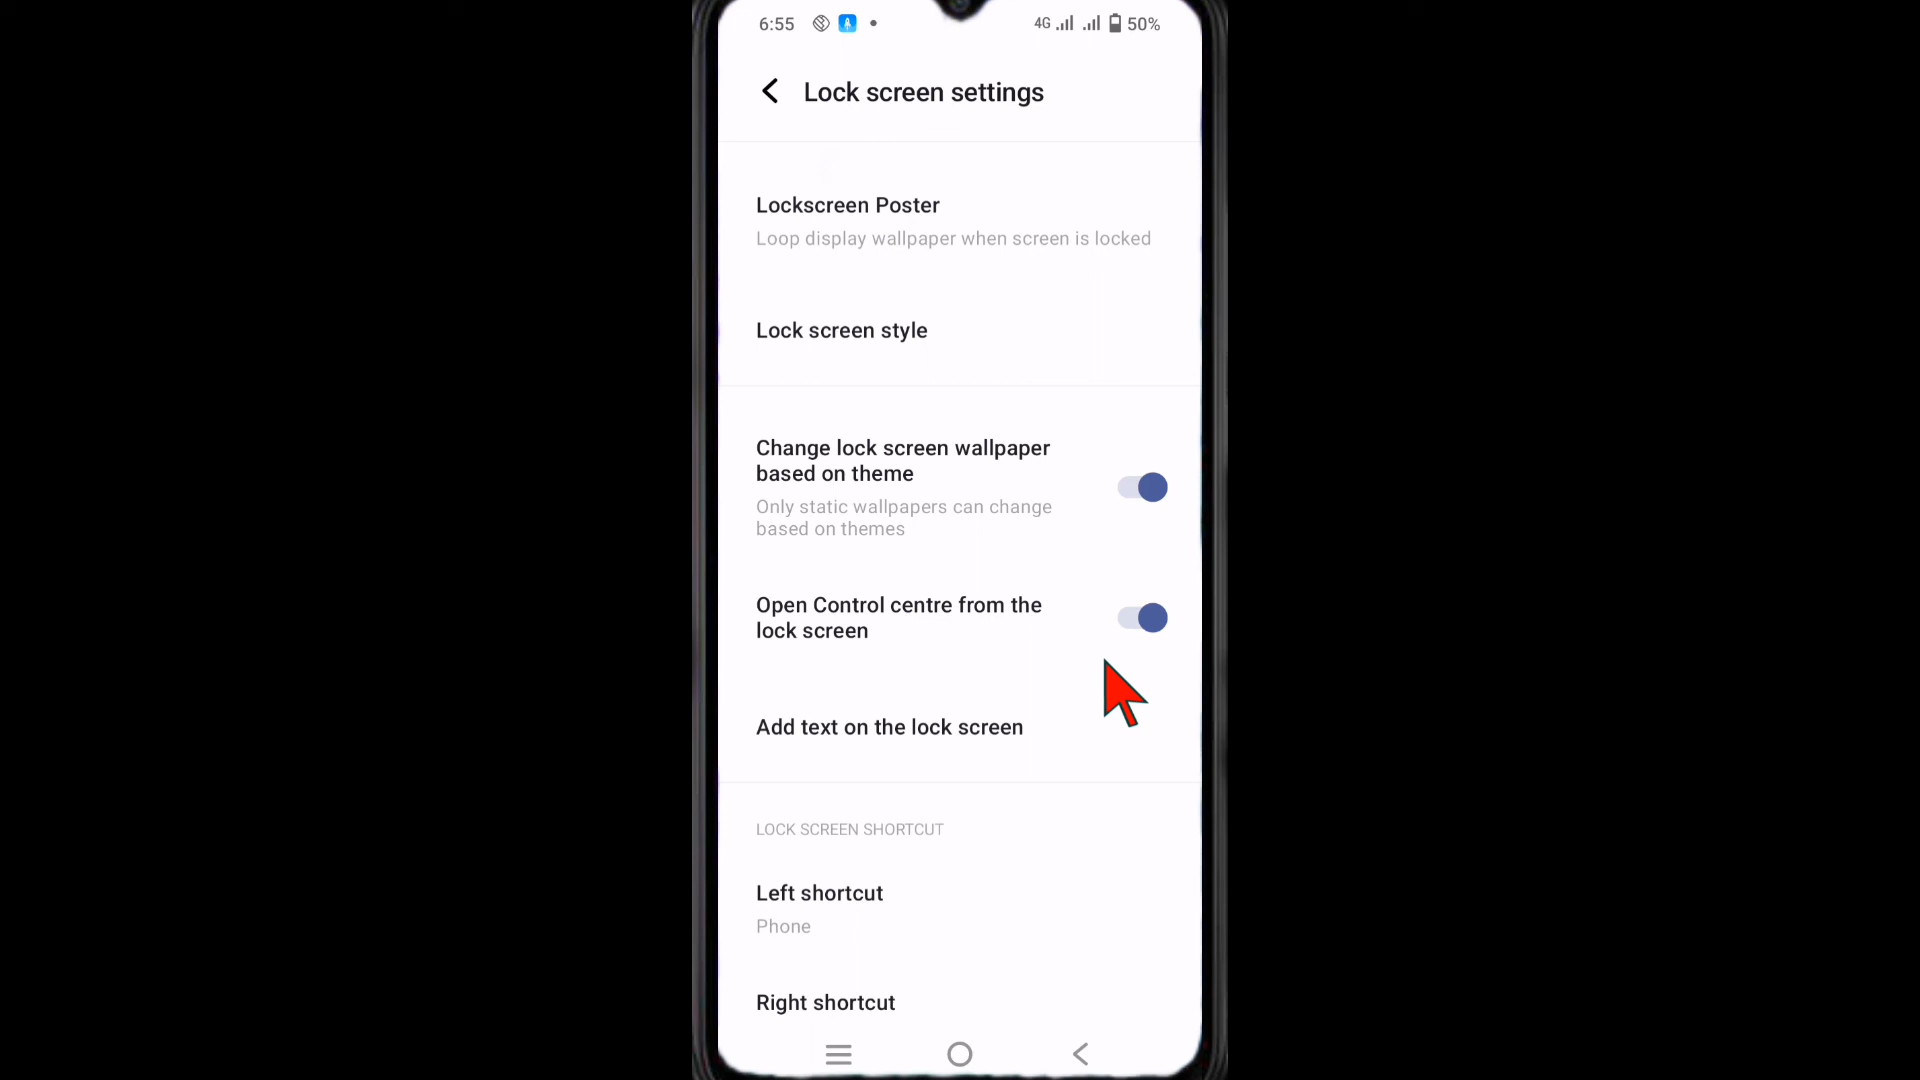 6:55 4G 50%
Lock screen settings
Lockscreen Poster
Loop display wallpaper when screen is locked
Lock screen style
Change lock screen wallpaper
based on theme
Only static wallpapers can change
based on themes
Open Control centre from the
lock screen
Add text on the lock screen
LOCK SCREEN SHORTCUT
Left shortcut
Phone
Right shortcut